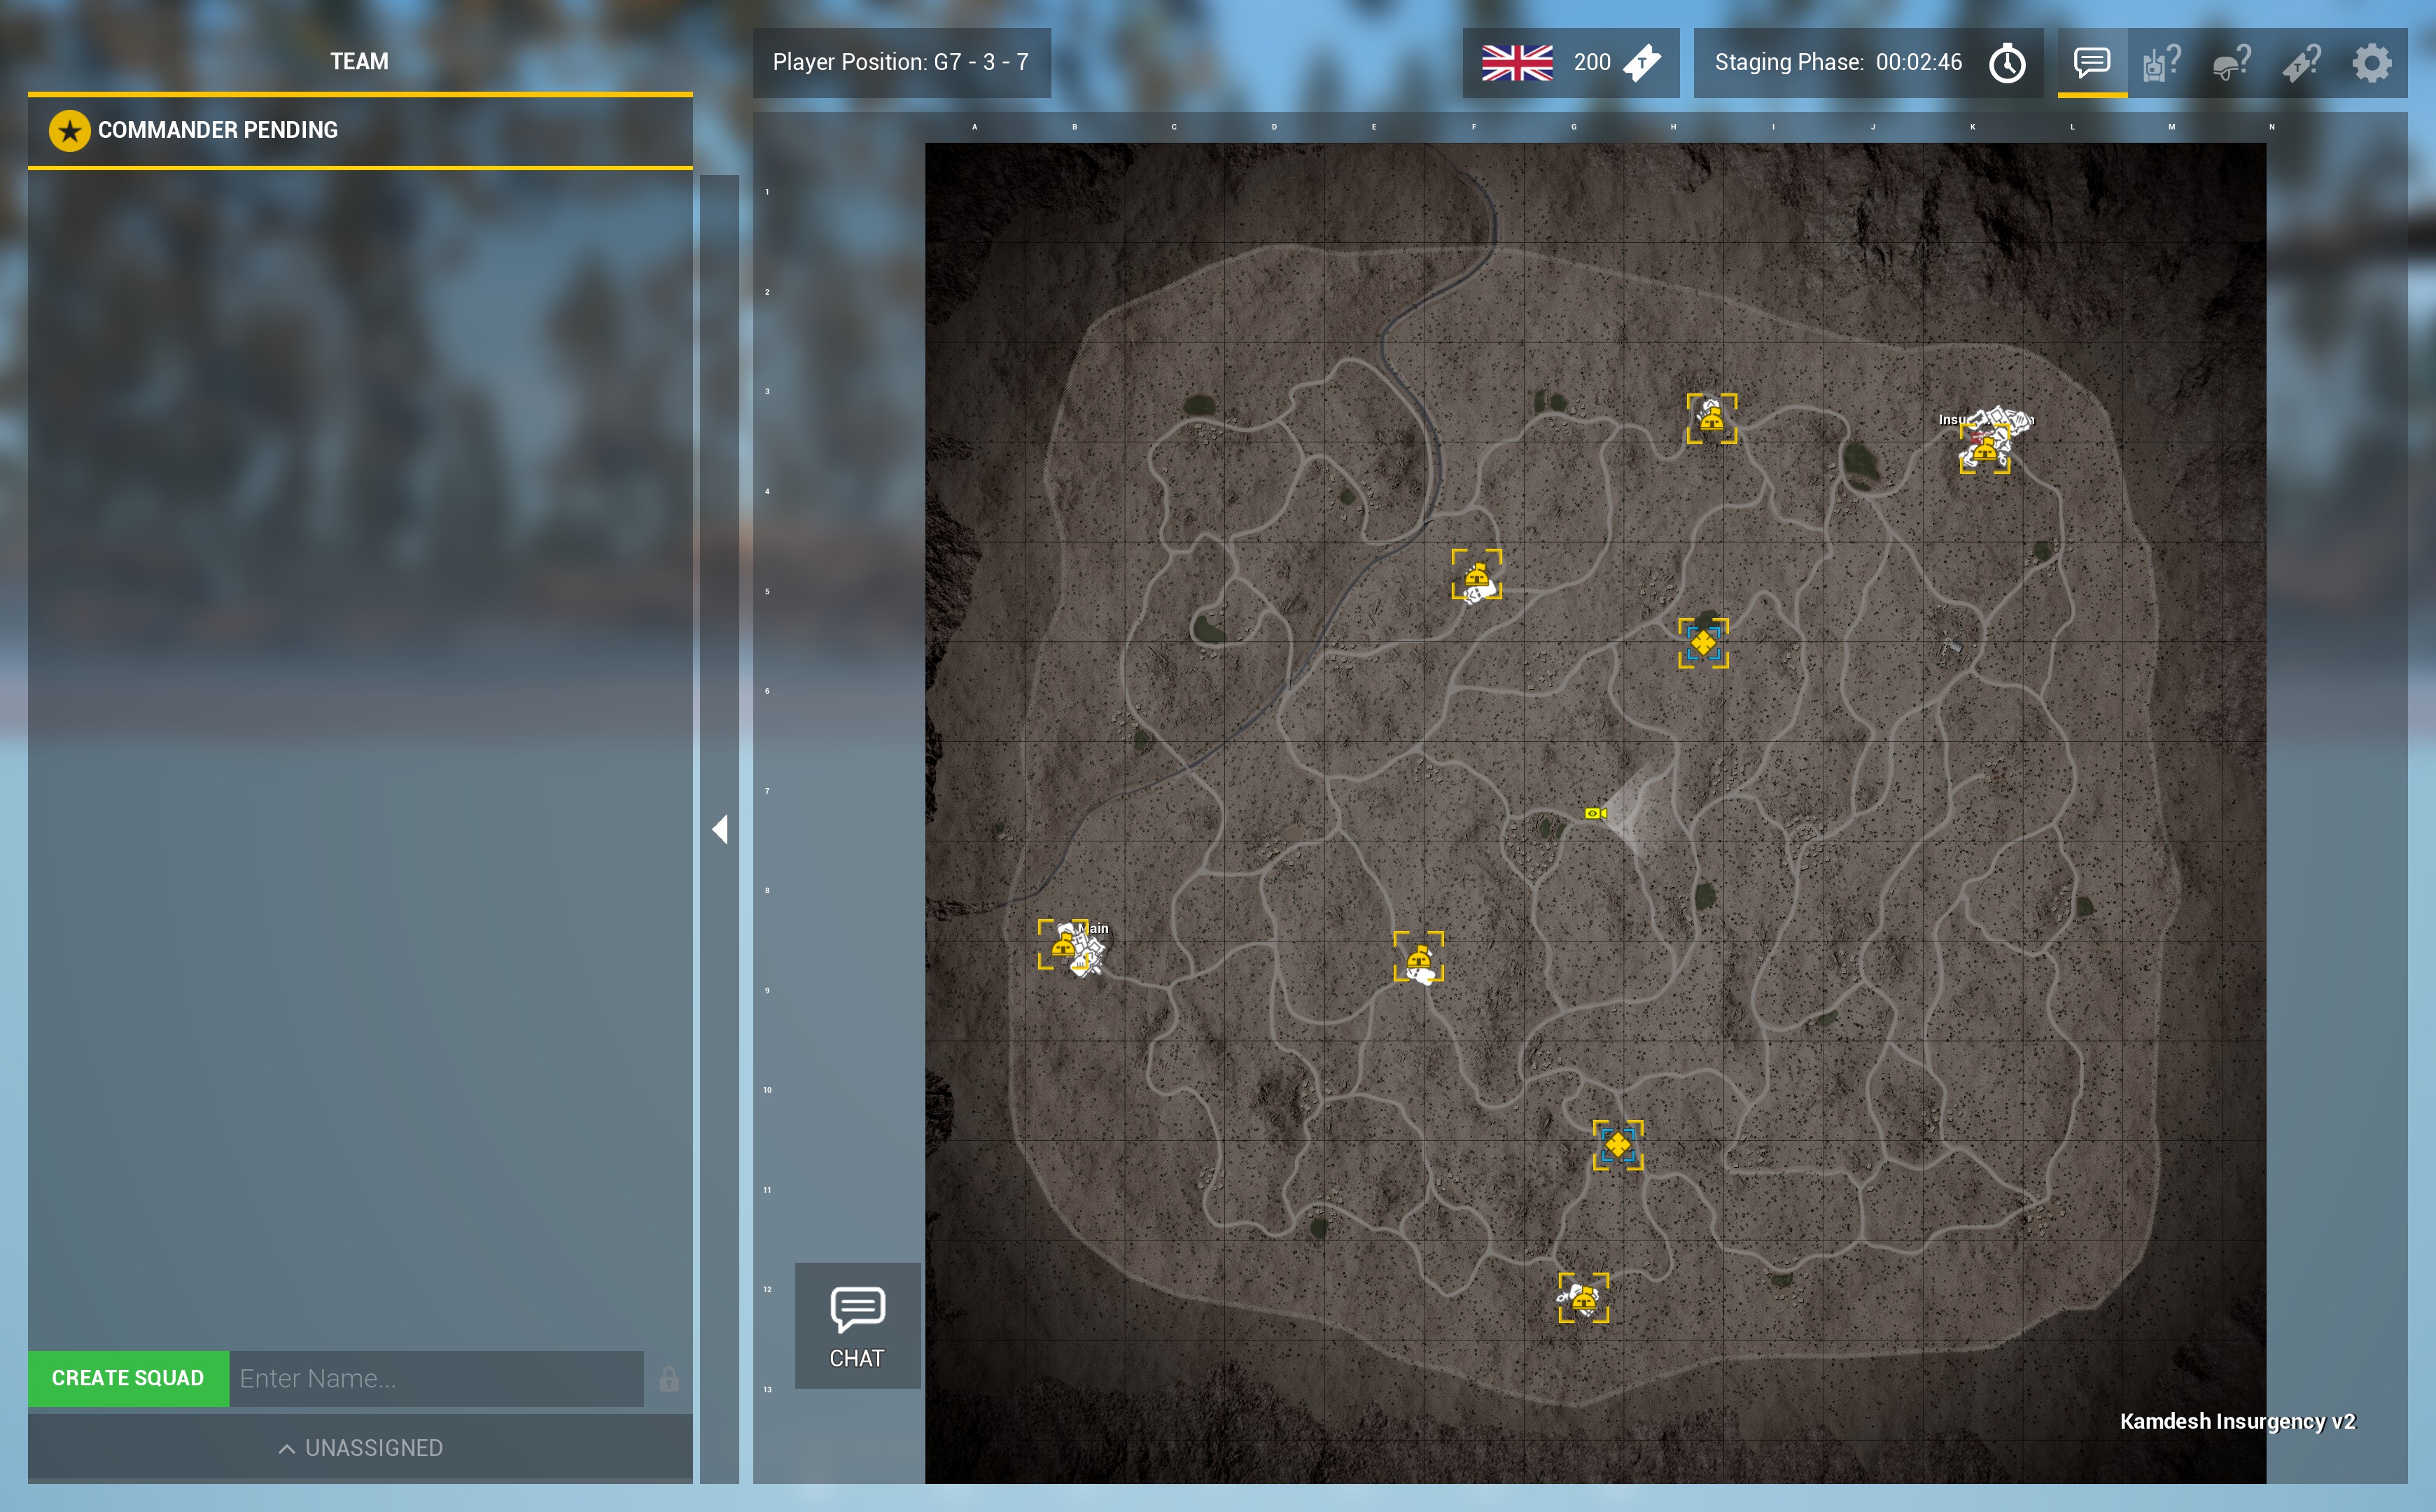 TEAM
Player Position: G7 - 3 - 7
200
T
Staging Phase: 00:02:46
? ? T?
COMMANDER PENDING
A B C D E F G H I J K L M N
1
2
3
4
5
6
7
8
9
10
11
12
13
Main
CHAT
CREATE SQUAD
Enter Name...
UNASSIGNED
Kamdesh Insurgency v2